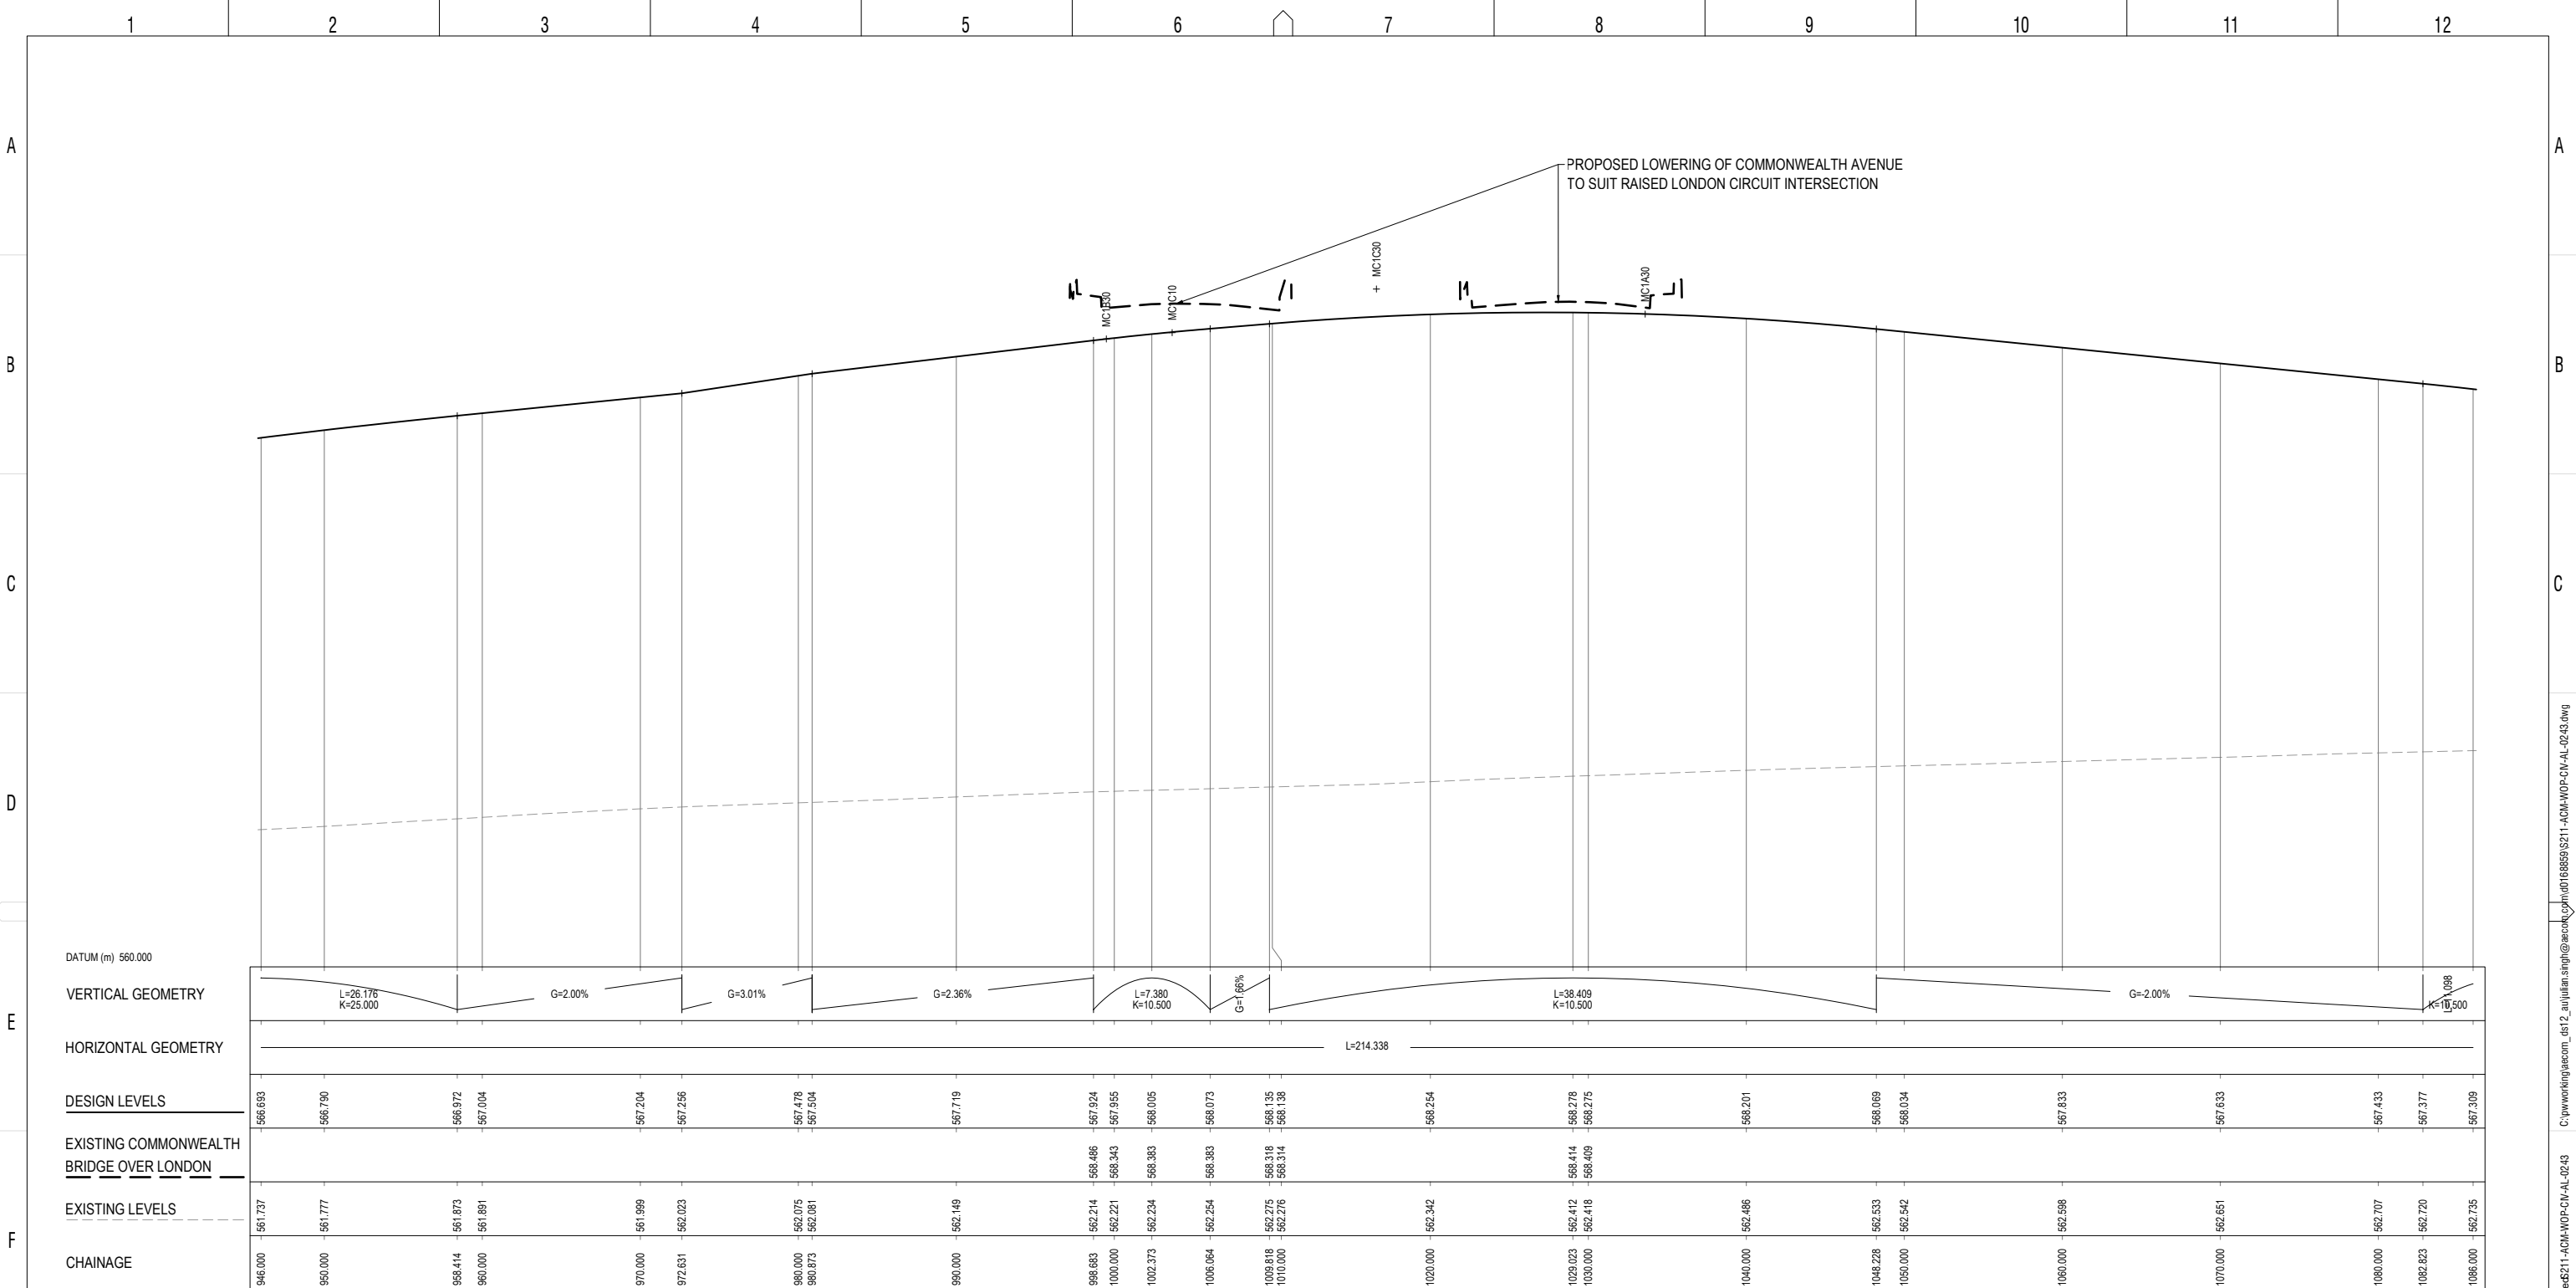 1 2 3 4 5 6 7 8 9 10 11 12
A A
PROPOSED LOWERING OF COMMONWEALTH AVENUE
TO SUIT RAISED LONDON CIRCUIT INTERSECTION
MC1B30
MC1C10
MC1C30
MC1A30
B B
C C
D D
DATUM (m) 560.000
E
VERTICAL GEOMETRY
L=26.176
K=25.000
G=2.00%
G=3.01%
G=2.36%
L=7.380
K=10.500
G=1.66%
L=38.409
K=10.500
G=-2.00%
K=10.500
HORIZONTAL GEOMETRY
L=214.338
DESIGN LEVELS
566.693 566.790 566.972 567.004 567.204 567.256 567.478 567.504 567.719 567.924 567.955 568.005 568.073 568.135 568.138 568.254 568.278 568.275 568.201 568.069 568.034 567.833 567.633 567.433 567.377 567.309
EXISTING COMMONWEALTH
BRIDGE OVER LONDON
568.486 568.343 568.383 568.383 568.318 568.314 568.414 568.409
F
EXISTING LEVELS
561.737 561.777 561.873 561.891 561.999 562.023 562.075 562.081 562.149 562.214 562.221 562.234 562.254 562.275 562.276 562.342 562.412 562.418 562.486 562.533 562.542 562.598 562.651 562.707 562.720 562.735
CHAINAGE
946.000 950.000 958.414 960.000 970.000 972.631 980.000 980.873 990.000 998.683 1000.000 1002.373 1006.064 1009.818 1010.000 1020.000 1029.023 1030.000 1040.000 1048.228 1050.000 1060.000 1070.000 1080.000 1082.823 1086.000